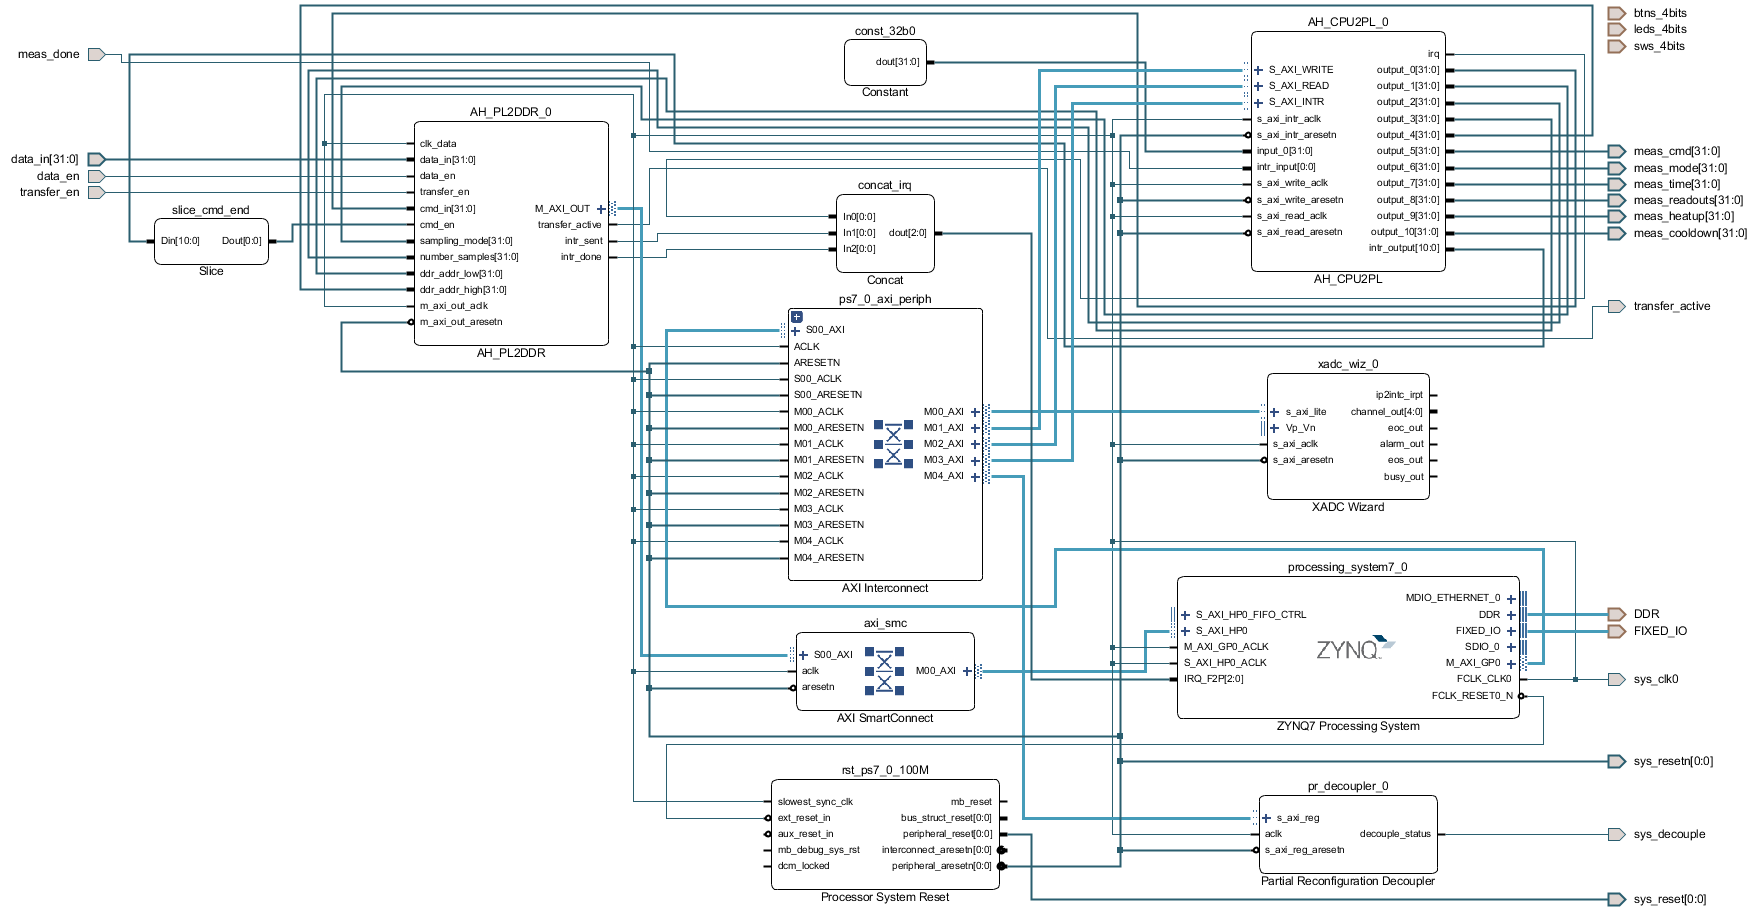 btns_4bits
leds_4bits
sws_4bits
meas_done
data_in[31:0]
data_en
transfer_en
slice_cmd_end
Din[10:0]
Dout[0:0]
Slice
AH_PL2DDR_0
clk_data
data_in[31:0]
data_en
transfer_en
cmd_in[31:0]
cmd_en
sampling_mode[31:0]
number_samples[31:0]
ddr_addr_low[31:0]
ddr_addr_high[31:0]
m_axi_out_aclk
m_axi_out_aresetn
M_AXI_OUT
transfer_active
intr_sent
intr_done
AH_PL2DDR
const_32b0
dout[31:0]
Constant
concat_irq
In0[0:0]
In1[0:0]
In2[0:0]
dout[2:0]
Concat
AH_CPU2PL_0
S_AXI_WRITE
S_AXI_READ
S_AXI_INTR
s_axi_intr_aclk
s_axi_intr_aresetn
input_0[31:0]
intr_input[0:0]
s_axi_write_aclk
s_axi_write_aresetn
s_axi_read_aclk
s_axi_read_aresetn
irq
output_0[31:0]
output_1[31:0]
output_2[31:0]
output_3[31:0]
output_4[31:0]
output_5[31:0]
output_6[31:0]
output_7[31:0]
output_8[31:0]
output_9[31:0]
output_10[31:0]
intr_output[10:0]
AH_CPU2PL
meas_cmd[31:0]
meas_mode[31:0]
meas_time[31:0]
meas_readouts[31:0]
meas_heatup[31:0]
meas_cooldown[31:0]
transfer_active
ps7_0_axi_periph
S00_AXI
ACLK
ARESETN
S00_ACLK
S00_ARESETN
M00_ACLK
M00_ARESETN
M01_ACLK
M01_ARESETN
M02_ACLK
M02_ARESETN
M03_ACLK
M03_ARESETN
M04_ACLK
M04_ARESETN
M00_AXI
M01_AXI
M02_AXI
M03_AXI
M04_AXI
AXI Interconnect
xadc_wiz_0
s_axi_lite
Vp_Vn
s_axi_aclk
s_axi_aresetn
ip2intc_irpt
channel_out[4:0]
eoc_out
alarm_out
eos_out
busy_out
XADC Wizard
axi_smc
S00_AXI
aclk
aresetn
M00_AXI
AXI SmartConnect
processing_system7_0
S_AXI_HP0_FIFO_CTRL
S_AXI_HP0
M_AXI_GP0_ACLK
S_AXI_HP0_ACLK
IRQ_F2P[2:0]
ZYNQ
MDIO_ETHERNET_0
DDR
FIXED_IO
SDIO_0
M_AXI_GP0
FCLK_CLK0
FCLK_RESET0_N
ZYNQ7 Processing System
DDR
FIXED_IO
sys_clk0
sys_resetn[0:0]
rst_ps7_0_100M
slowest_sync_clk
ext_reset_in
aux_reset_in
mb_debug_sys_rst
dcm_locked
mb_reset
bus_struct_reset[0:0]
peripheral_reset[0:0]
interconnect_aresetn[0:0]
peripheral_aresetn[0:0]
Processor System Reset
pr_decoupler_0
s_axi_reg
aclk
s_axi_reg_aresetn
decouple_status
Partial Reconfiguration Decoupler
sys_decouple
sys_reset[0:0]